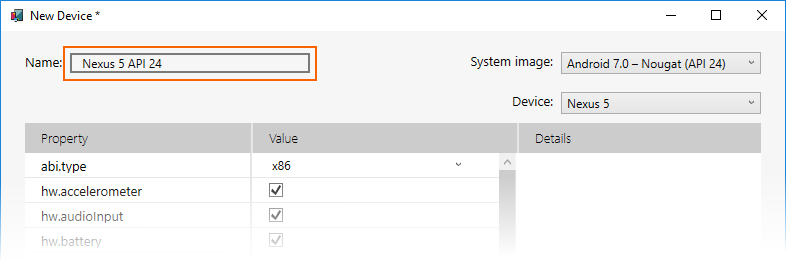 New Device *
Name: Nexus 5 API 24
System image: Android 7.0 – Nougat (API 24)
Device: Nexus 5
Property Value Details
abi.type x86
hw.accelerometer
hw.audioInput
hw.battery